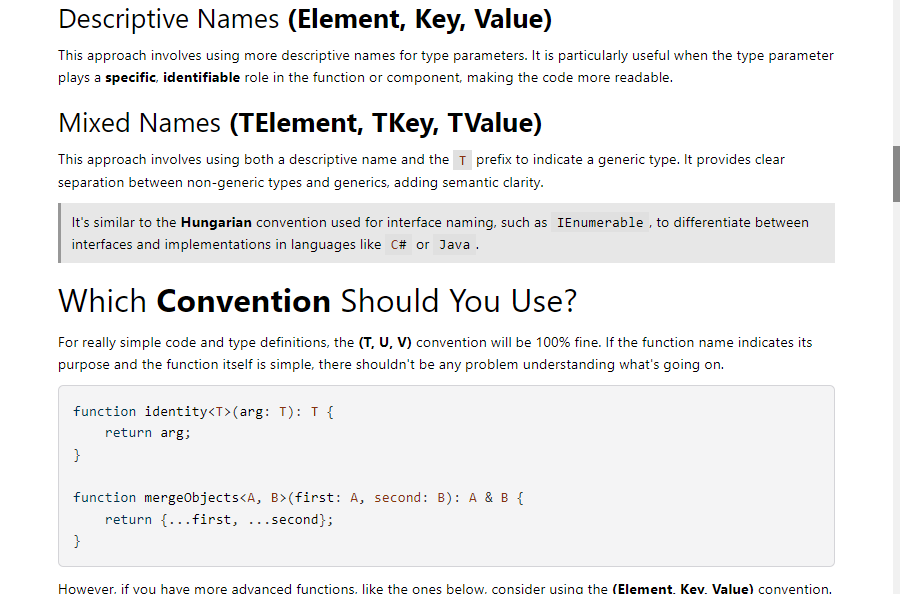 Descriptive Names (Element, Key, Value)
This approach involves using more descriptive names for type parameters. It is particularly useful when the type parameter
plays a specific, identifiable role in the function or component, making the code more readable.
Mixed Names (TElement, TKey, TValue)
This approach involves using both a descriptive name and the T prefix to indicate a generic type. It provides clear
separation between non-generic types and generics, adding semantic clarity.
It's similar to the Hungarian convention used for interface naming, such as IEnumerable , to differentiate between
interfaces and implementations in languages like C# or Java .
Which Convention Should You Use?
For really simple code and type definitions, the (T, U, V) convention will be 100% fine. If the function name indicates its
purpose and the function itself is simple, there shouldn't be any problem understanding what's going on.
function identity<T>(arg: T): T {
    return arg;
}
function mergeObjects<A, B>(first: A, second: B): A & B {
    return {...first, ...second};
}
However, if you have more advanced functions, like the ones below, consider using the (Element, Key, Value) convention.